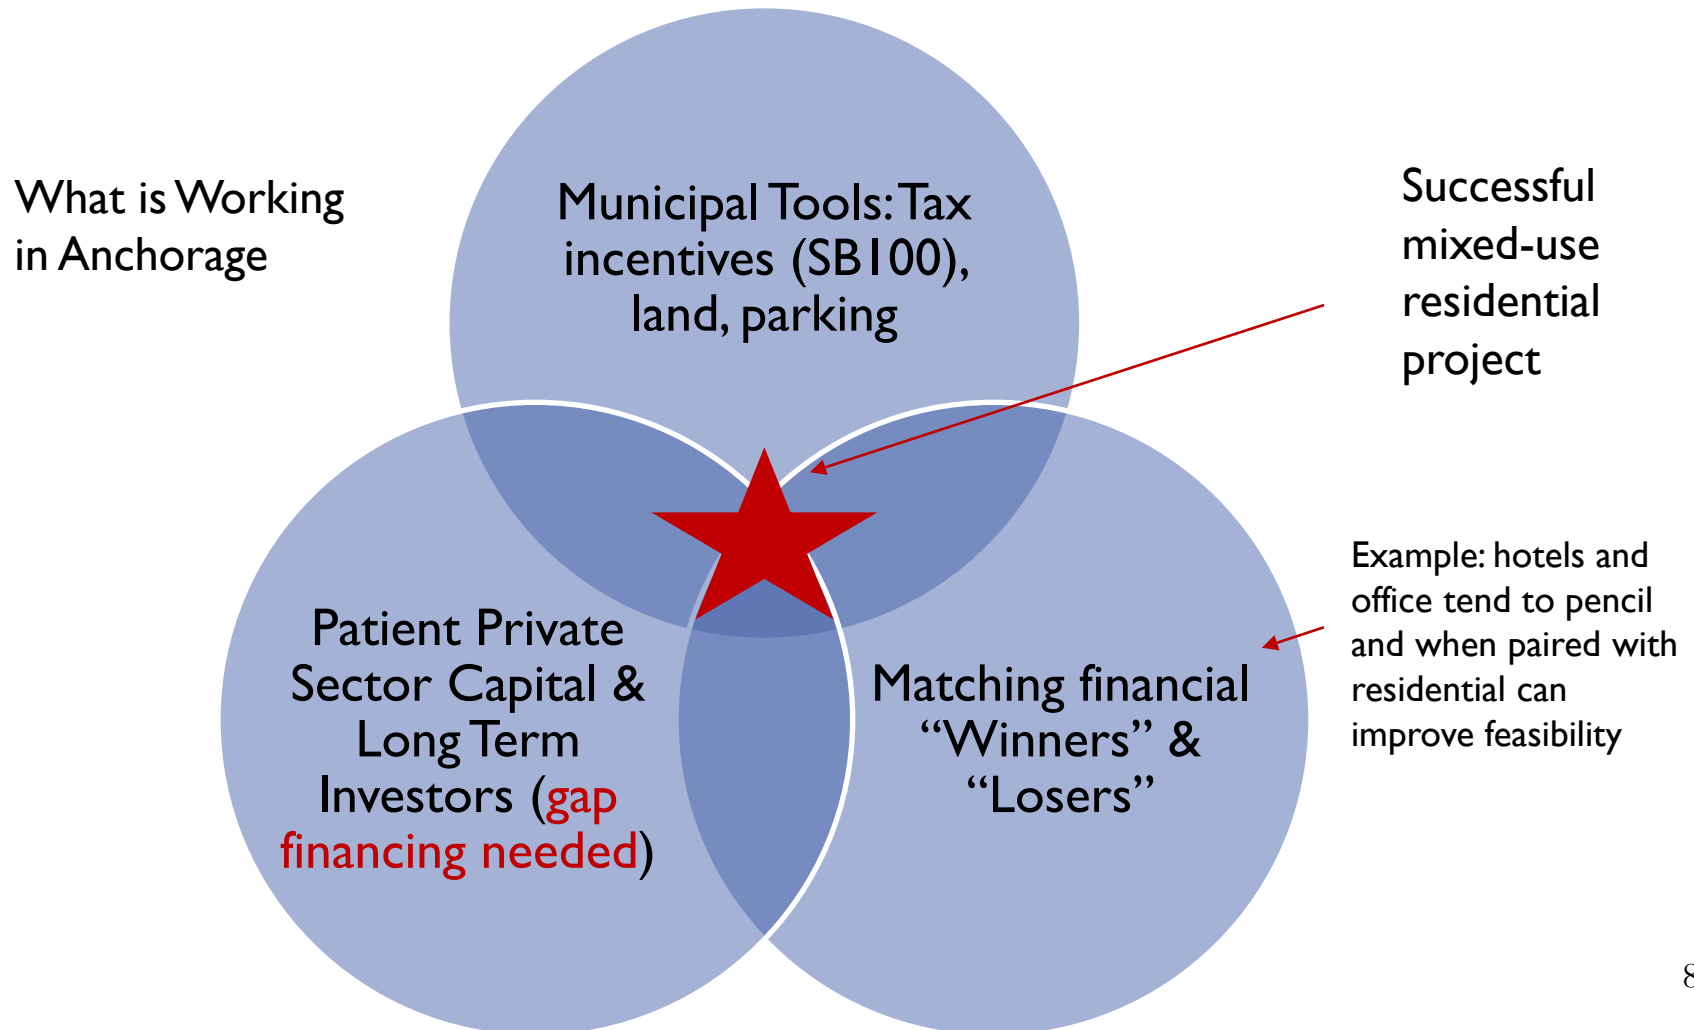 What is Working
in Anchorage
Municipal Tools: Tax
incentives (SB100),
land, parking
Successful
mixed-use
residential
project
Patient Private
Sector Capital &
Long Term
Investors (gap
financing needed)
Matching financial
“Winners” &
“Losers”
Example: hotels and
office tend to pencil
and when paired with
residential can
improve feasibility
8